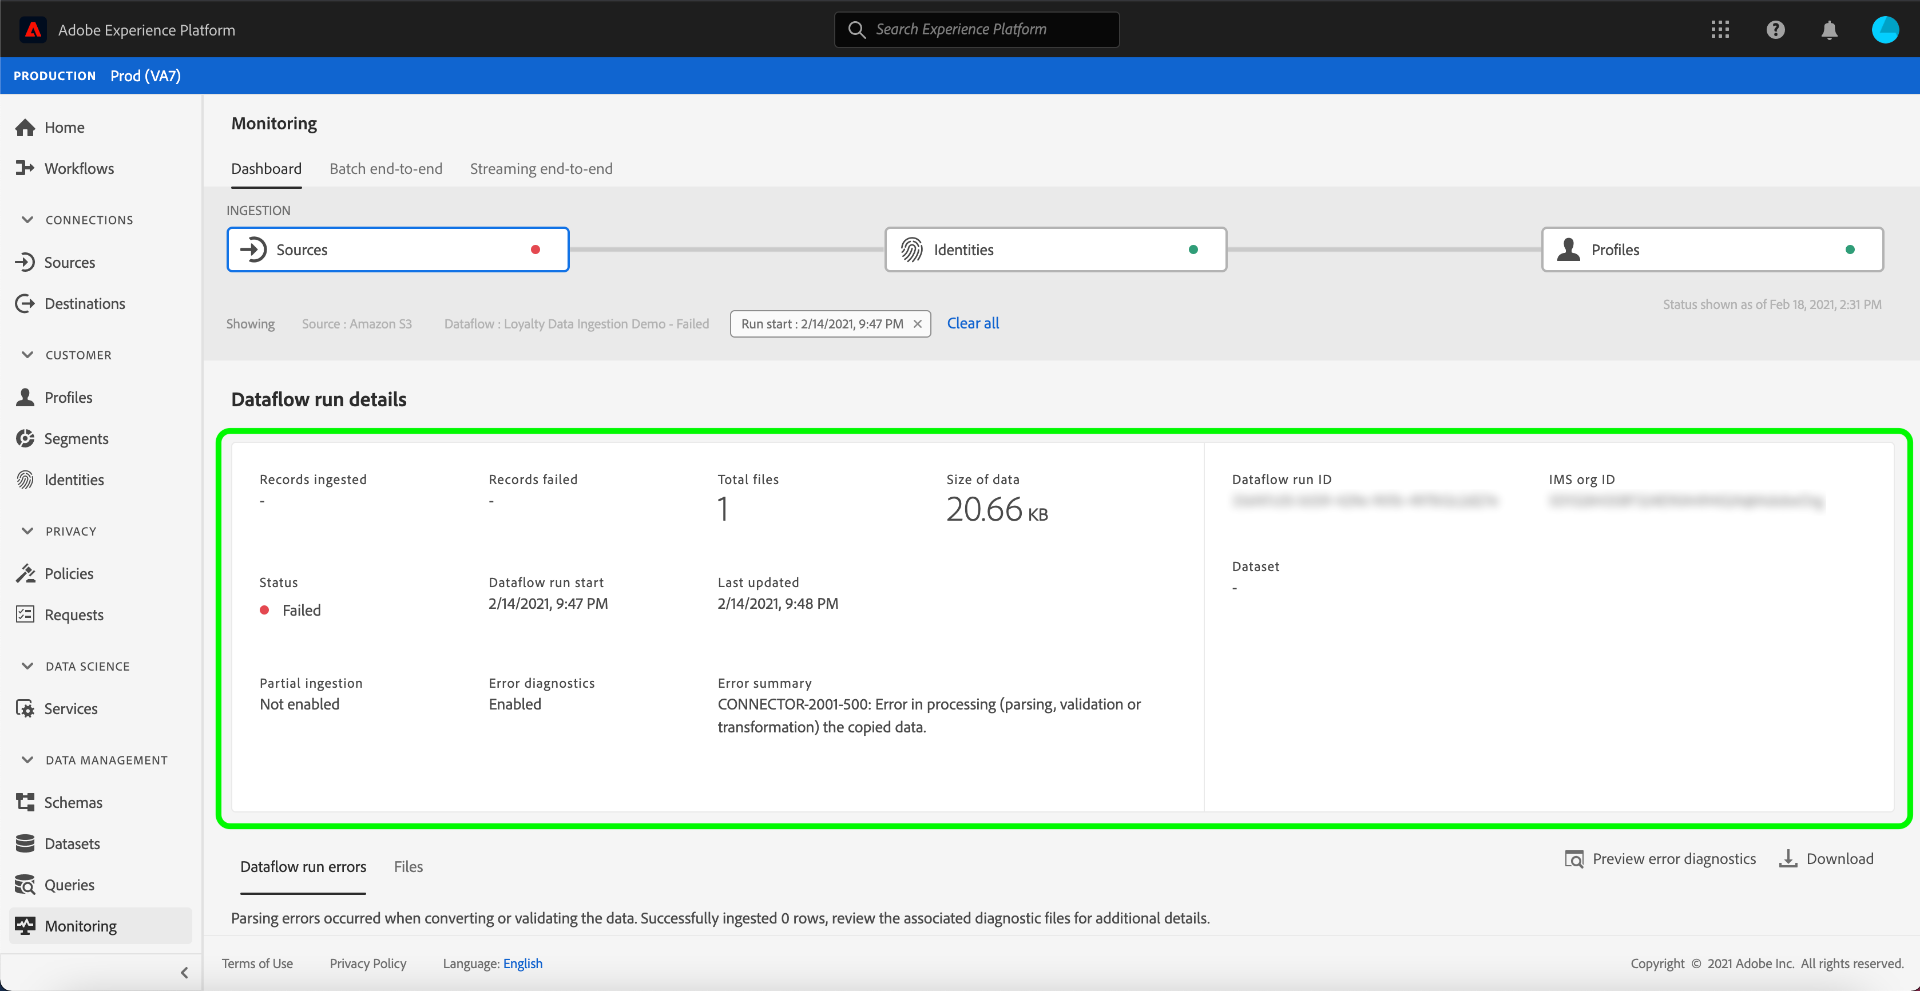 Adobe Experience Platform
Search Experience Platform
PRODUCTION Prod (VA7)
Home
Workflows
CONNECTIONS
Sources
Destinations
CUSTOMER
Profiles
Segments
Identities
PRIVACY
Policies
Requests
DATA SCIENCE
Services
DATA MANAGEMENT
Schemas
Datasets
Queries
Monitoring
Monitoring
Dashboard Batch end-to-end Streaming end-to-end
INGESTION
Sources Identities Profiles
Status shown as of Feb 18, 2021, 2:31 PM
Showing Source : Amazon S3 Dataflow : Loyalty Data Ingestion Demo - Failed Run start : 2/14/2021, 9:47 PM Clear all
Dataflow run details
Records ingested Records failed Total files Size of data
- - 1 20.66 KB
Status Dataflow run start Last updated
Failed 2/14/2021, 9:47 PM 2/14/2021, 9:48 PM
Partial ingestion Error diagnostics Error summary
Not enabled Enabled CONNECTOR-2001-500: Error in processing (parsing, validation or
transformation) the copied data.
Dataflow run ID IMS org ID
Dataset
-
Dataflow run errors Files
Preview error diagnostics Download
Parsing errors occurred when converting or validating the data. Successfully ingested 0 rows, review the associated diagnostic files for additional details.
Terms of Use Privacy Policy Language: English
Copyright © 2021 Adobe Inc. All rights reserved.